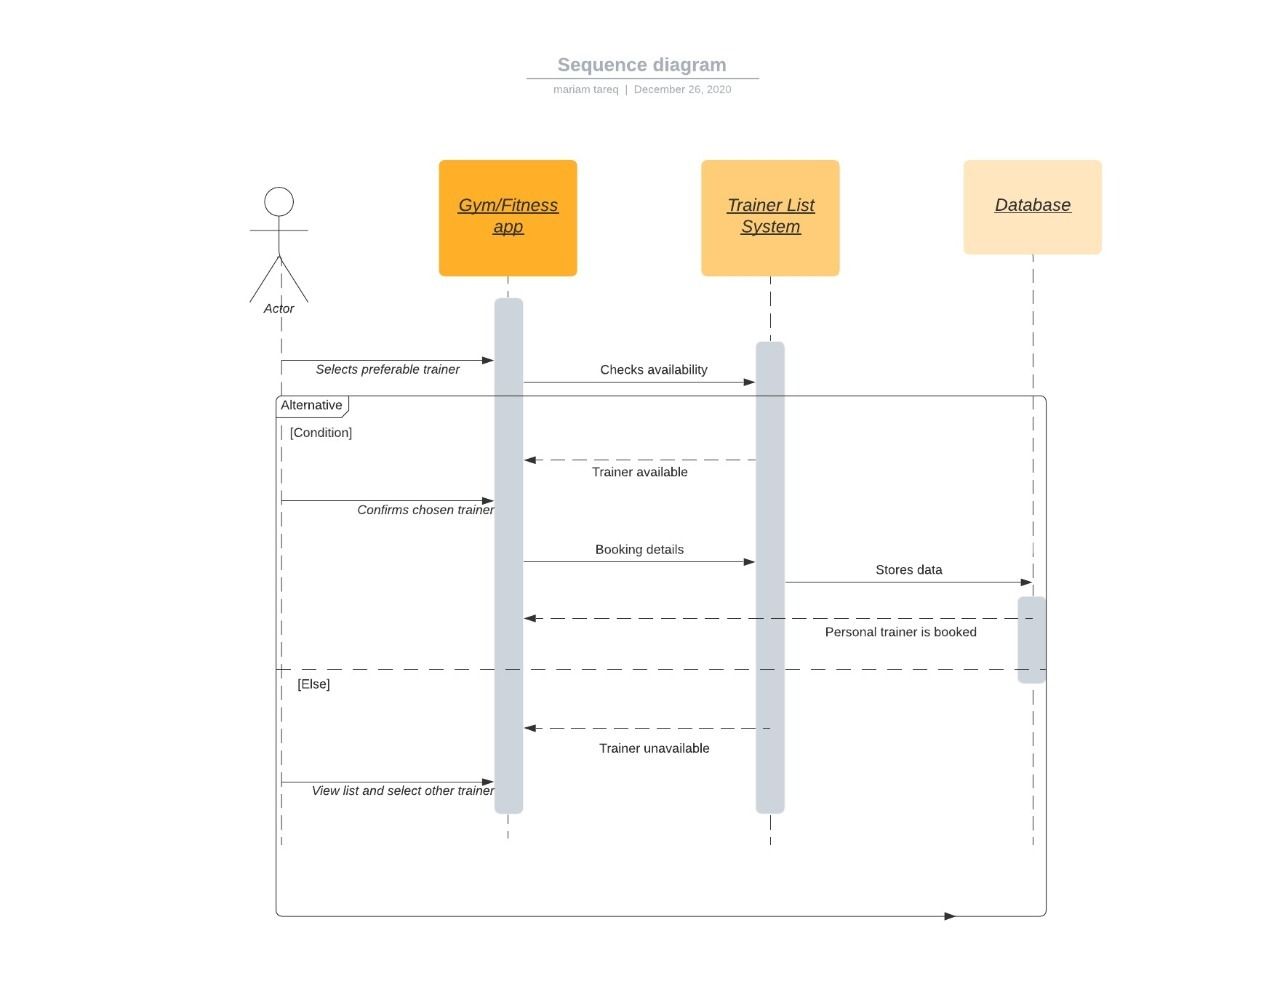 Sequence diagram
mariam tareq | December 26, 2020
Gym/Fitness
app
Trainer List
System
Database
Actor
Selects preferable trainer
Checks availability
Alternative
[Condition]
Trainer available
Confirms chosen trainer
Booking details
Stores data
Personal trainer is booked
[Else]
Trainer unavailable
View list and select other trainer